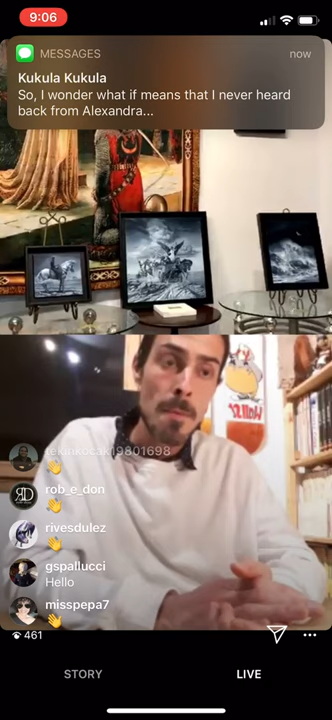 9:06
MESSAGES
now
Kukula Kukula
So, I wonder what if means that I never heard
back from Alexandra...
tekinkocak19801698
rob_e_don
rivesdulez
gspallucci
Hello
misspepa7
461
STORY
LIVE